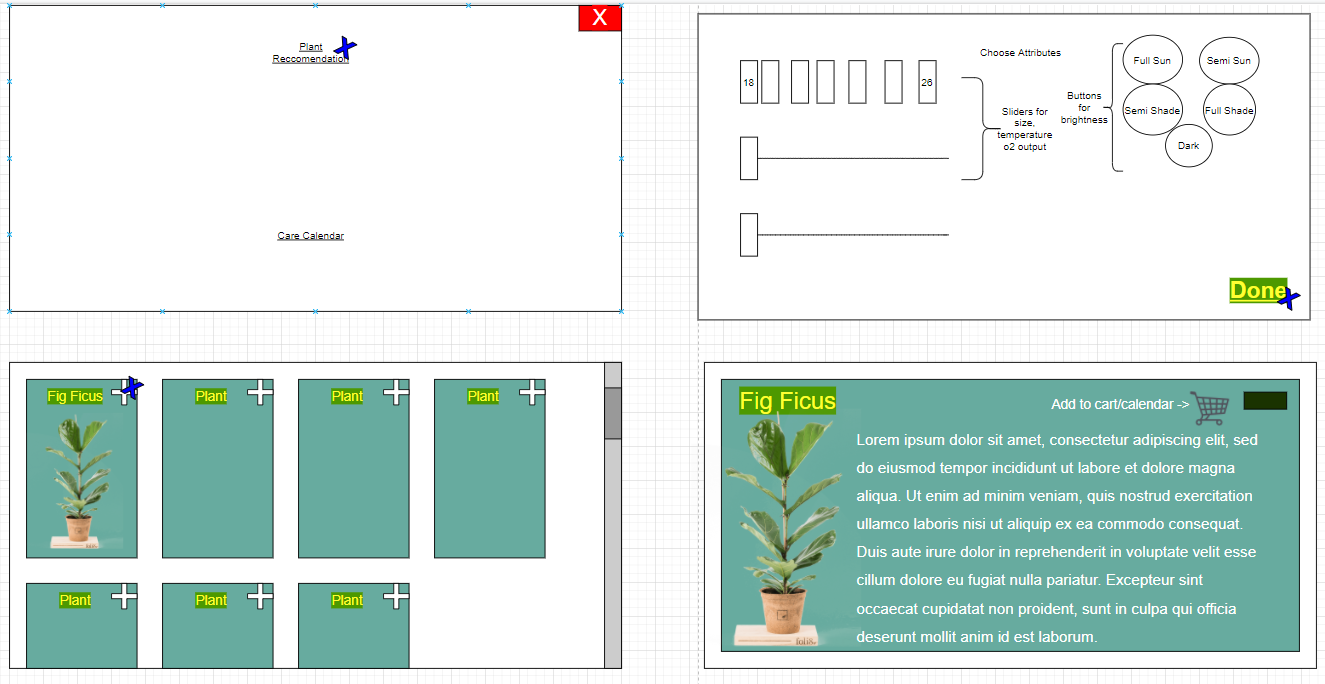 X
Plant
Reccomendation
Care Calendar
Choose Attributes
18
26
Sliders for
size,
temperature
o2 output
Buttons
for
brightness
Full Sun
Semi Sun
Semi Shade
Full Shade
Dark
Done
Fig Ficus
Plant
Plant
Plant
Plant
Plant
Plant
Fig Ficus
Add to cart/calendar ->
Lorem ipsum dolor sit amet, consectetur adipiscing elit, sed
do eiusmod tempor incididunt ut labore et dolore magna
aliqua. Ut enim ad minim veniam, quis nostrud exercitation
ullamco laboris nisi ut aliquip ex ea commodo consequat.
Duis aute irure dolor in reprehenderit in voluptate velit esse
cillum dolore eu fugiat nulla pariatur. Excepteur sint
occaecat cupidatat non proident, sunt in culpa qui officia
deserunt mollit anim id est laborum.
folia.